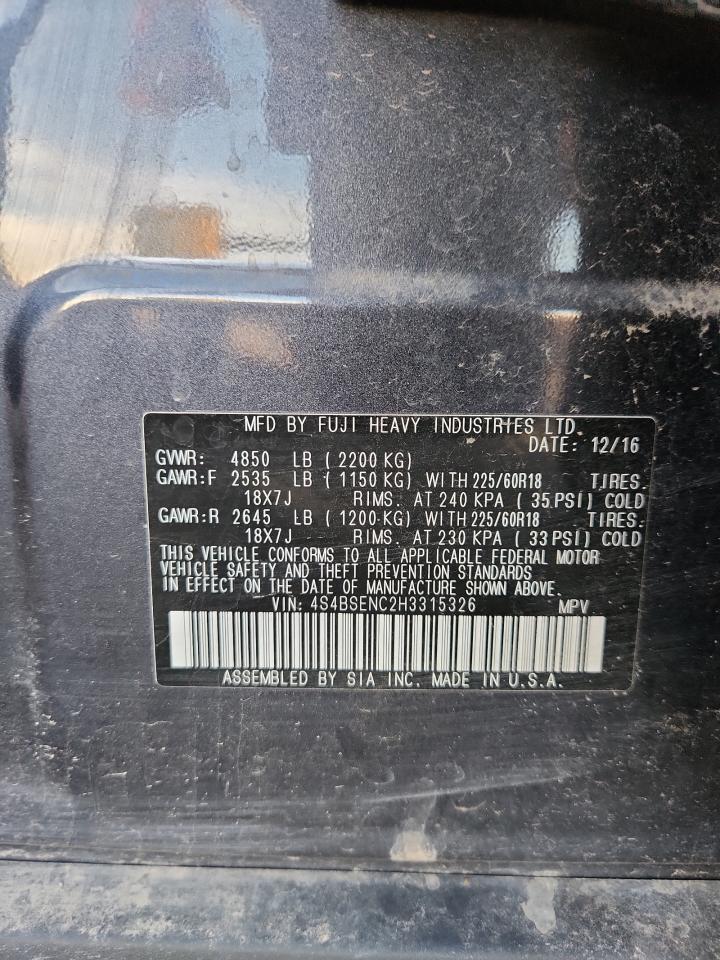 MFD BY FUJI HEAVY INDUSTRIES LTD.
DATE: 12/16
GVWR: 4850 LB ( 2200 KG)
GAWR:F 2535 LB ( 1150 KG) WITH 225/60R18 TIRES.
18X7J RIMS. AT 240 KPA ( 35 PSI) COLD
GAWR:R 2645 LB ( 1200 KG) WITH 225/60R18 TIRES.
18X7J RIMS. AT 230 KPA ( 33 PSI) COLD
THIS VEHICLE CONFORMS TO ALL APPLICABLE FEDERAL MOTOR
VEHICLE SAFETY AND THEFT PREVENTION STANDARDS
IN EFFECT ON THE DATE OF MANUFACTURE SHOWN ABOVE.
VIN: 4S4BSENC2H3315326 MPV
ASSEMBLED BY SIA INC. MADE IN U.S.A.